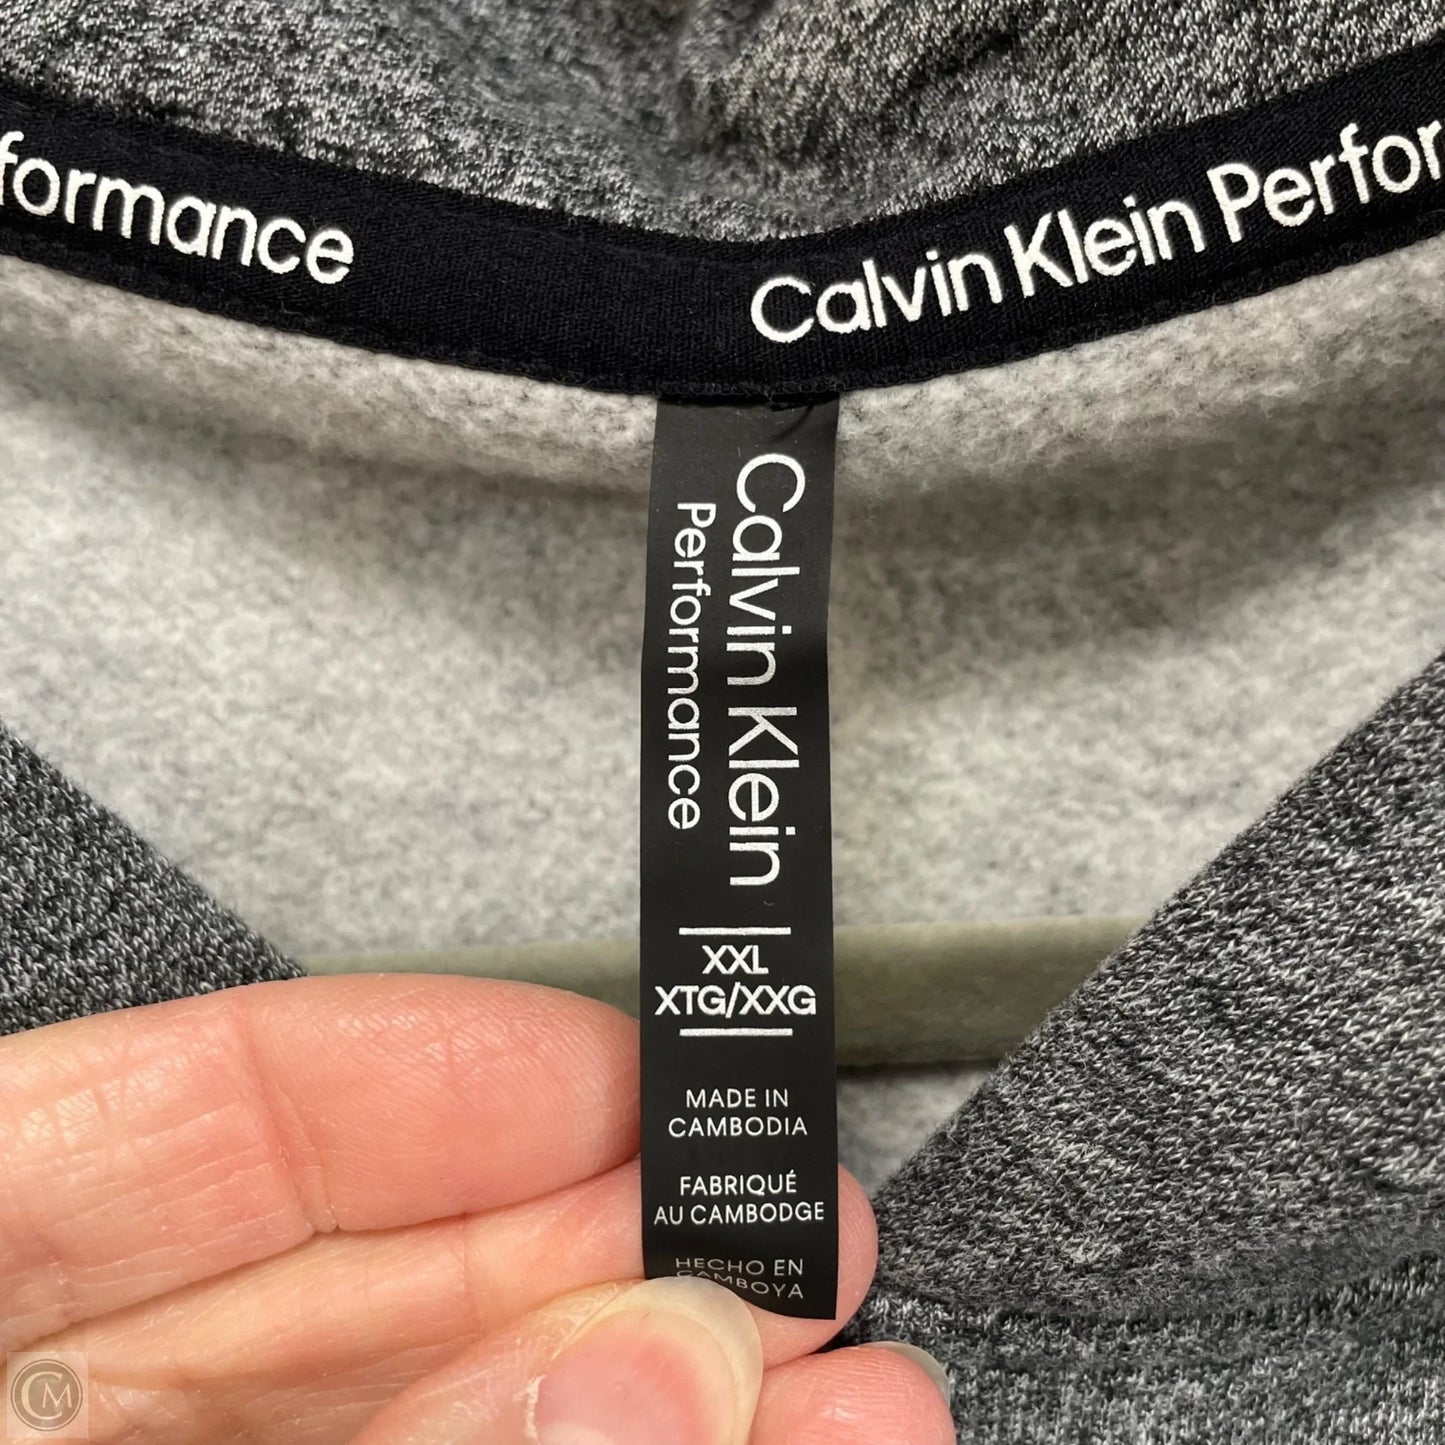 formance
Calvin Klein Perfor
Calvin Klein
Performance
XXL
XTG/XXG
MADE IN
CAMBODIA
FABRIQUÉ
AU CAMBODGE
HECHO EN
CAMBOYA
CM